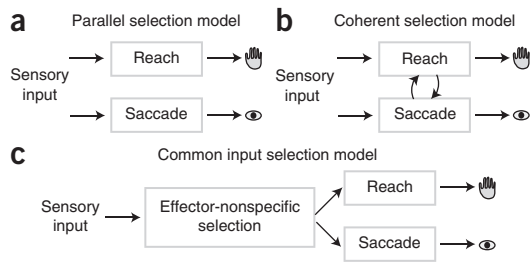 a Parallel selection model
Sensory
input
Reach
Saccade
b Coherent selection model
Sensory
input
Reach
Saccade
c Common input selection model
Sensory
input
Effector-nonspecific
selection
Reach
Saccade